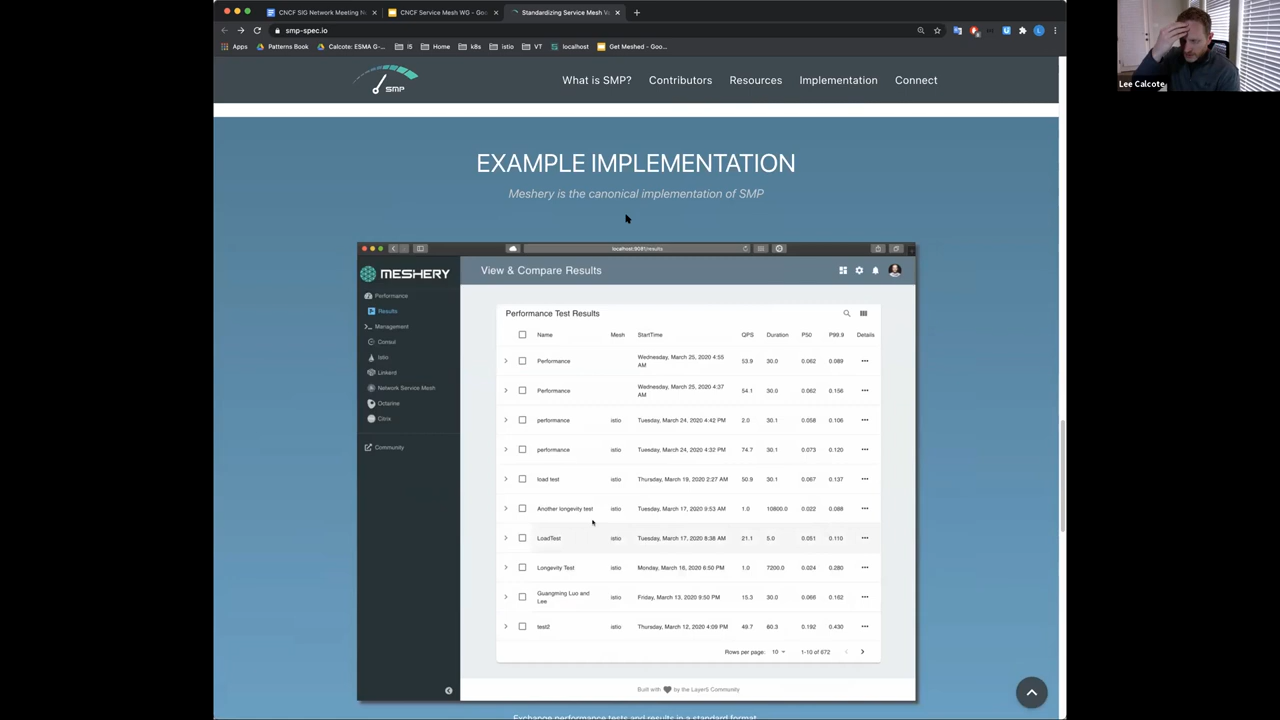 CNCF SIG Network Meeting N
CNCF Service Mesh WG - Goo
Standardizing Service Mesh V
smp-spec.io
Apps
Patterns Book
Calcote: ESMA G-...
i5
Home
k8s
istio
VT
localhost
Get Meshed - Goo...
Lee Calcote
SMP
What is SMP?
Contributors
Resources
Implementation
Connect
EXAMPLE IMPLEMENTATION
Meshery is the canonical implementation of SMP
localhost:9081/results
MESHERY
View & Compare Results
Performance
Results
Management
Consul
Istio
Linkerd
Network Service Mesh
Octarine
Citrix
Community
Performance Test Results
Name Mesh StartTime QPS Duration P50 P99.9 Details
Performance Wednesday, March 25, 2020 4:55 AM 53.9 30.0 0.062 0.089
Performance Wednesday, March 25, 2020 4:37 AM 54.1 30.0 0.062 0.156
performance istio Tuesday, March 24, 2020 4:42 PM 2.0 30.1 0.058 0.106
performance istio Tuesday, March 24, 2020 4:32 PM 74.7 30.1 0.073 0.120
load test istio Thursday, March 19, 2020 2:27 AM 50.9 30.1 0.067 0.137
Another longevity test istio Tuesday, March 17, 2020 9:53 AM 1.0 10800.0 0.022 0.088
LoadTest istio Tuesday, March 17, 2020 8:38 AM 21.1 5.0 0.051 0.110
Longevity Test istio Monday, March 16, 2020 6:50 PM 1.0 7200.0 0.024 0.280
Guangming Luo and Lee istio Friday, March 13, 2020 9:50 PM 15.3 30.0 0.066 0.162
test2 istio Thursday, March 12, 2020 4:09 PM 49.7 60.3 0.192 0.430
Rows per page: 10 1-10 of 672
Built with by the Layer5 Community
Exchange performance tests and results in a standard format